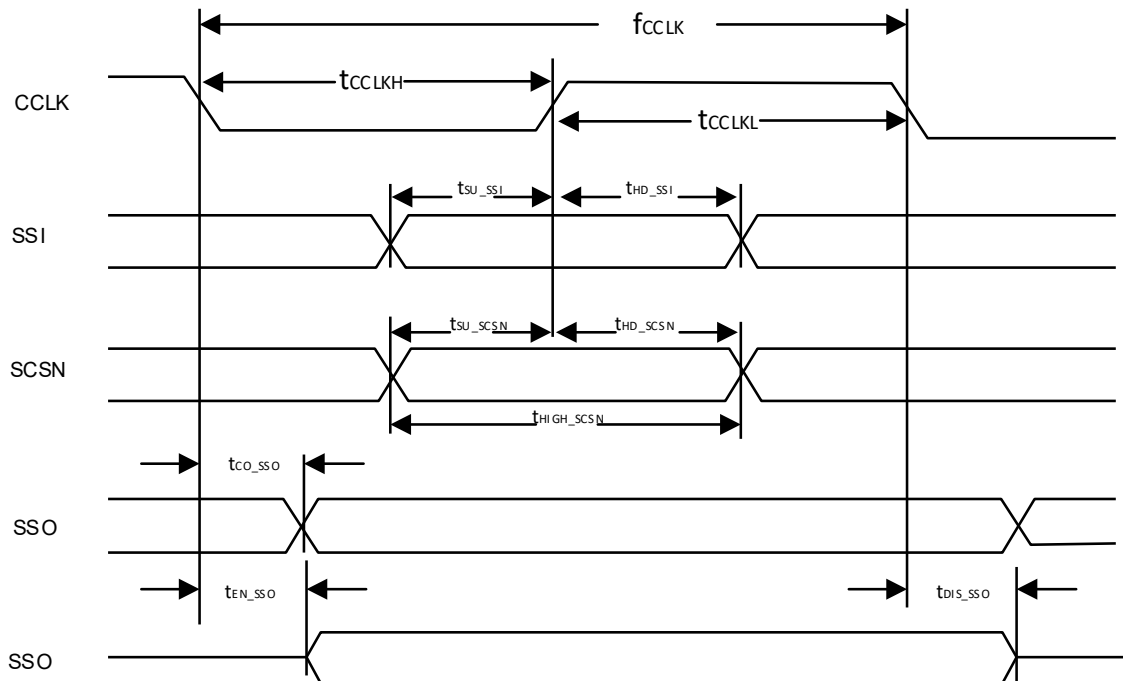 fCCLK
CCLK
tCCLKH
tCCLKL
tSU_SSI
tHD_SSI
SSI
tSU_SCSN
tHD_SCSN
SCSN
tHIGH_SCSN
tCO_SSO
SSO
tEN_SSO
tDIS_SSO
SSO